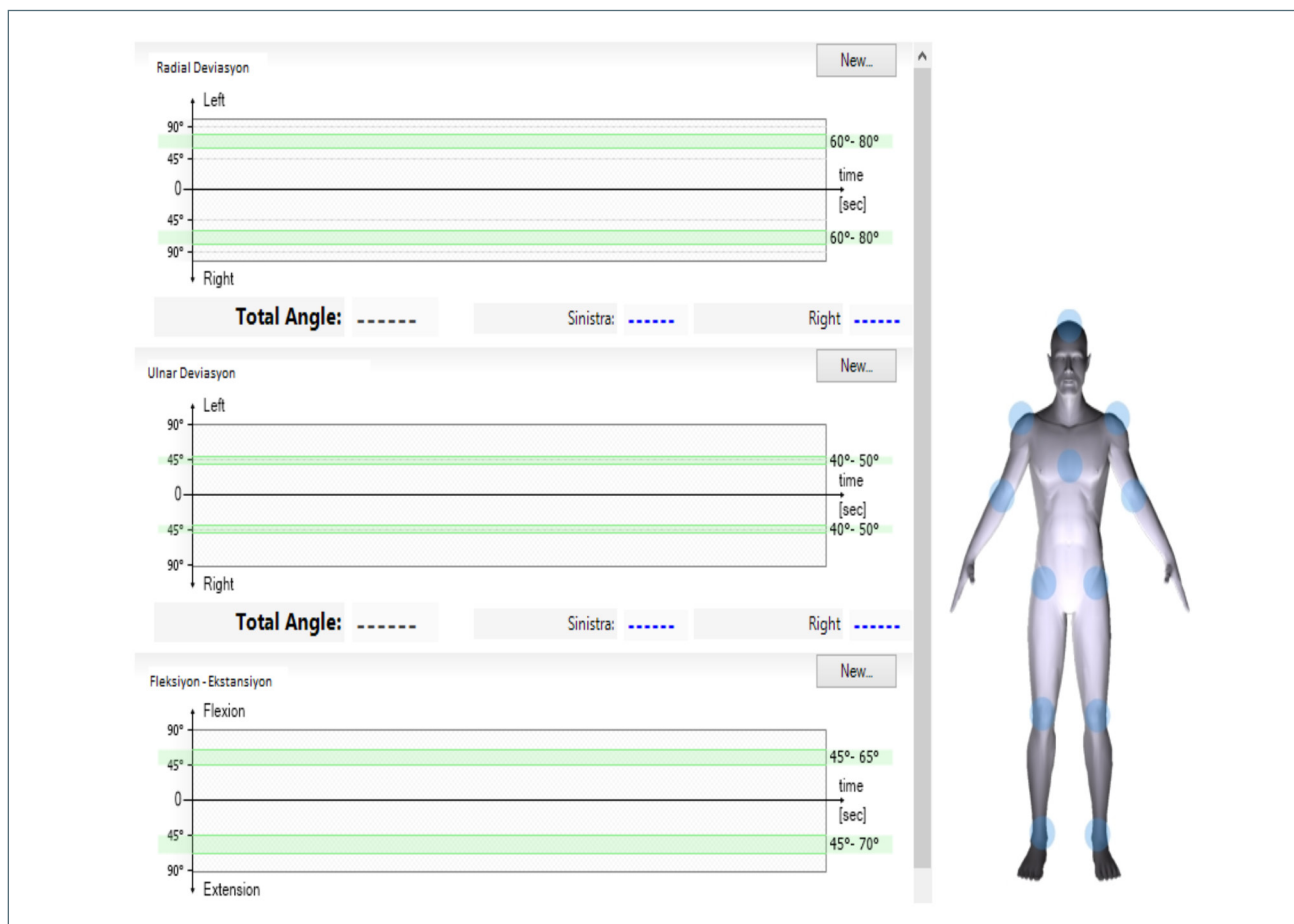 Radial Deviasyon
New...
Left
90°
60°- 80°
45°
time
0
[sec]
45°
60°- 80°
90°
Right
Total Angle: ------ Sinistra: ------ Right ------
Ulnar Deviasyon
New...
Left
90°
45°
40°- 50°
time
0
[sec]
45°
40°- 50°
90°
Right
Total Angle: ------ Sinistra: ------ Right ------
Fleksiyon - Ekstansiyon
New...
Flexion
90°
45°- 65°
45°
time
0
[sec]
45°
45°- 70°
90°
Extension